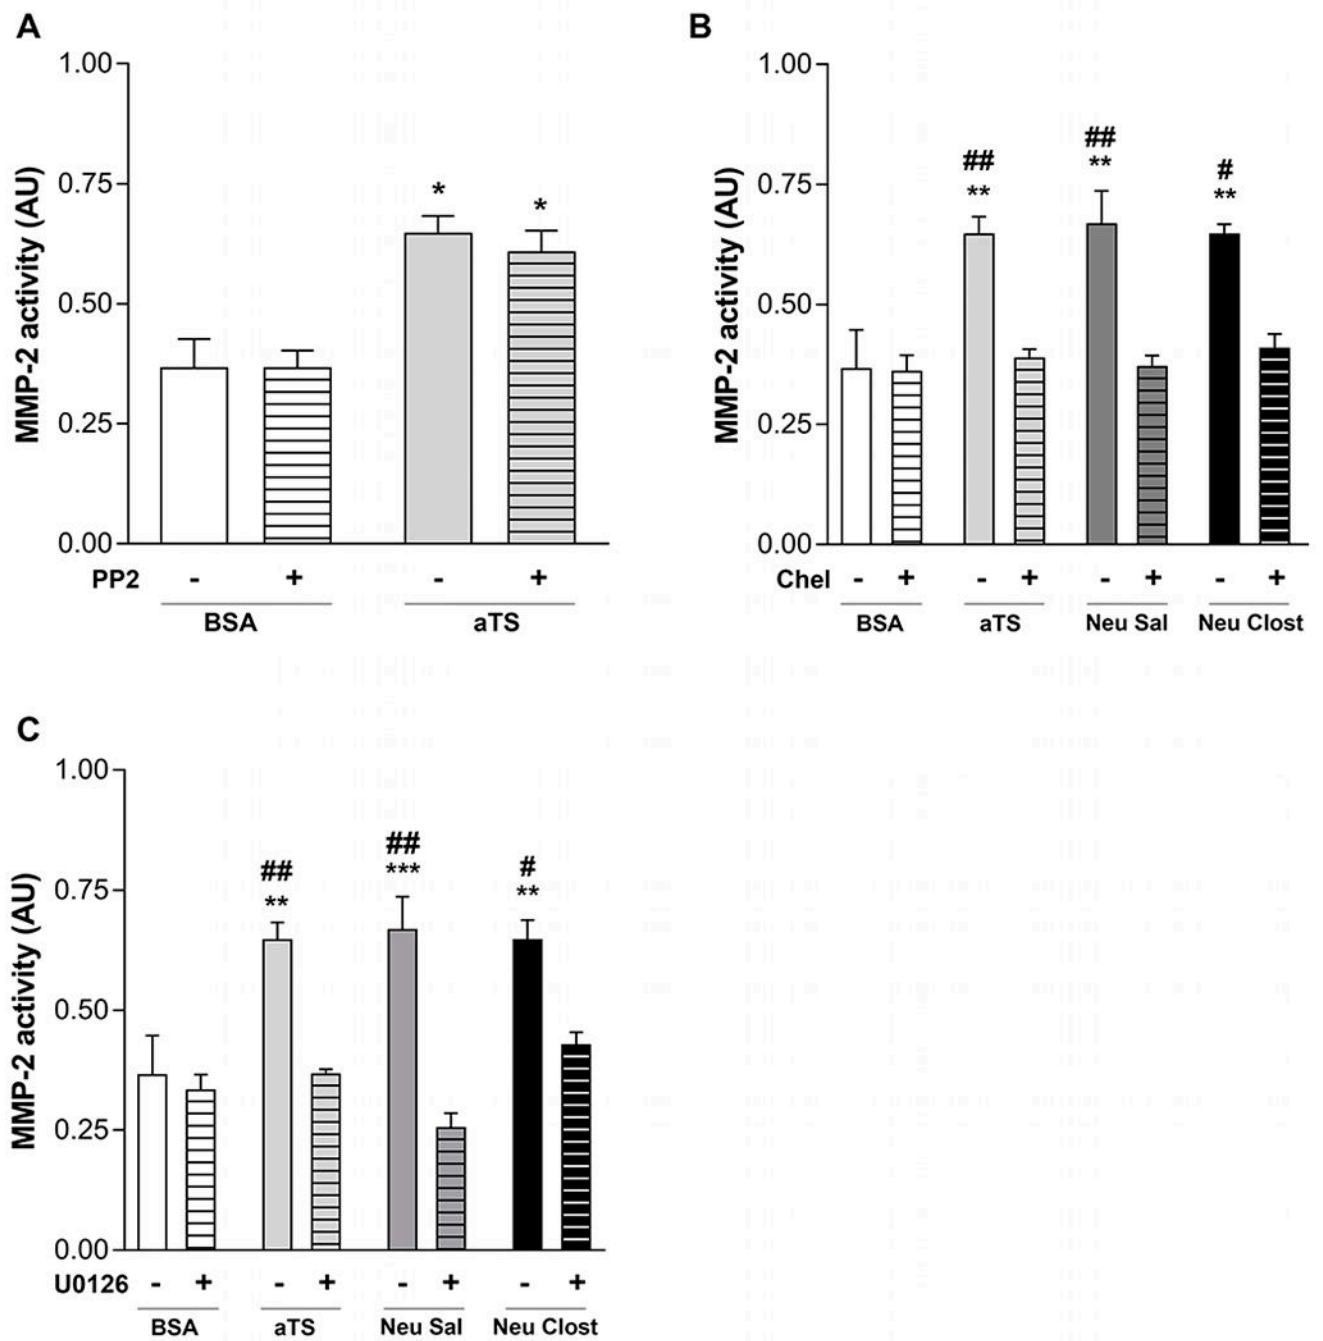 A
MMP-2 activity (AU)
1.00
0.75
0.50
0.25
0.00
*
*
PP2 - + - +
BSA aTS
B
MMP-2 activity (AU)
1.00
0.75
0.50
0.25
0.00
##
**
##
**
#
**
Chel - + - + - + - +
BSA aTS Neu Sal Neu Clost
C
MMP-2 activity (AU)
1.00
0.75
0.50
0.25
0.00
##
**
##
***
#
**
U0126 - + - + - + - +
BSA aTS Neu Sal Neu Clost